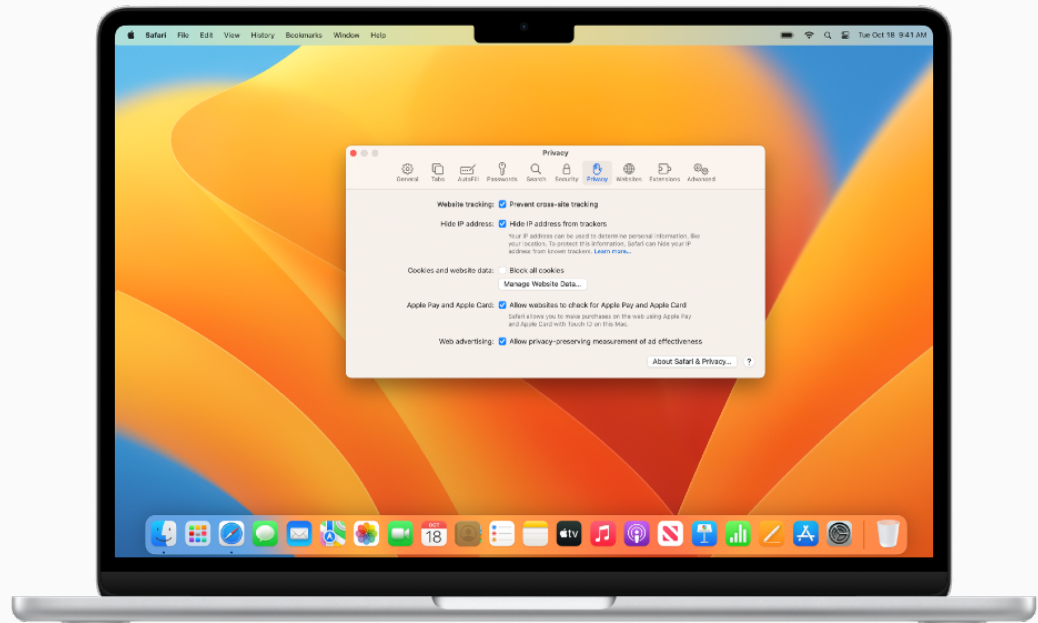 Safari File Edit View History Bookmarks Window Help
Tue Oct 18 9:41 AM
Privacy
General Tabs AutoFill Passwords Search Security Privacy Websites Extensions Advanced
Website tracking: Prevent cross-site tracking
Hide IP address: Hide IP address from trackers
Your IP address can be used to determine personal information, like
your location. To protect this information, Safari can hide your IP
address from known trackers. Learn more...
Cookies and website data: Block all cookies
Manage Website Data...
Apple Pay and Apple Card: Allow websites to check for Apple Pay and Apple Card
Safari allows you to make purchases on the web using Apple Pay
and Apple Card with Touch ID on this Mac.
Web advertising: Allow privacy-preserving measurement of ad effectiveness
About Safari & Privacy... ?
OCT
18
tv